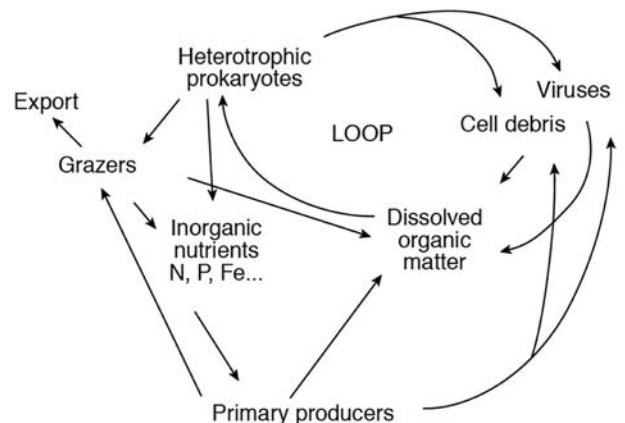 Heterotrophic
prokaryotes
Viruses
Export
Cell debris
LOOP
Grazers
Dissolved
organic
matter
Inorganic
nutrients
N, P, Fe...
Primary producers